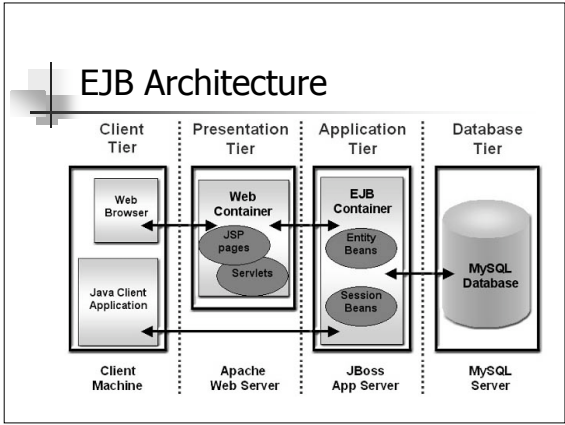 EJB Architecture
Client
Tier
Presentation
Tier
Application
Tier
Database
Tier
Web
Browser
Java Client
Application
Web
Container
JSP
pages
Servlets
EJB
Container
Entity
Beans
Session
Beans
MySQL
Database
Client
Machine
Apache
Web Server
JBoss
App Server
MySQL
Server